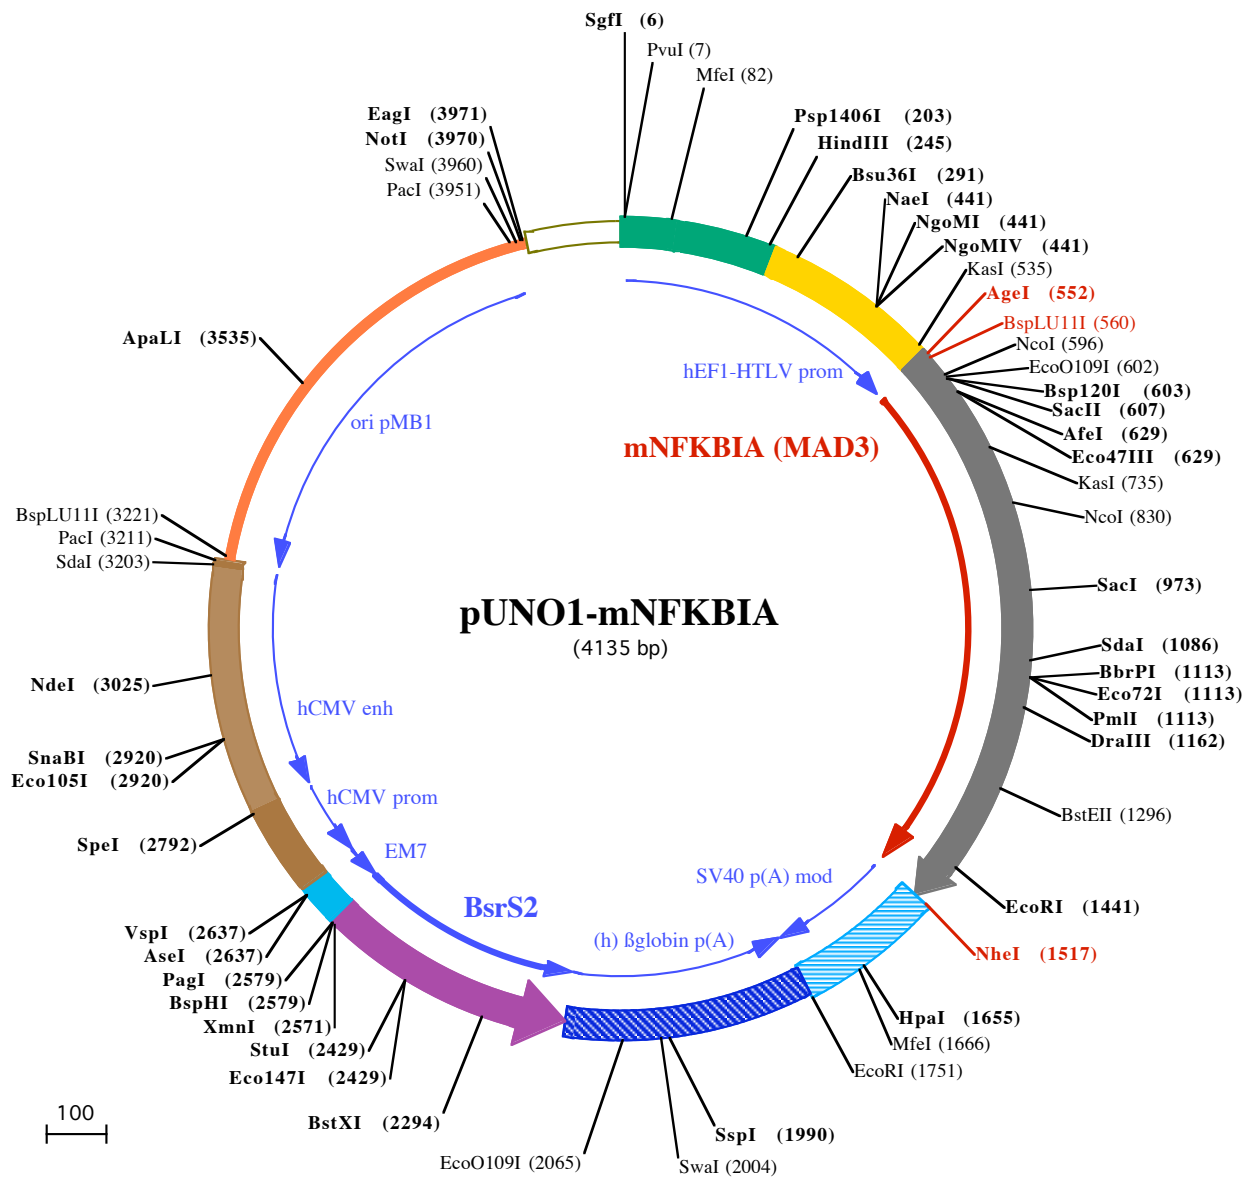 SgfI (6)
PvuI (7)
MfeI (82)
Psp1406I (203)
HindIII (245)
Bsu36I (291)
NaeI (441)
NgoMI (441)
NgoMIV (441)
KasI (535)
AgeI (552)
BspLU11I (560)
NcoI (596)
EcoO109I (602)
Bsp120I (603)
SacII (607)
AfeI (629)
Eco47III (629)
KasI (735)
NcoI (830)
SacI (973)
SdaI (1086)
BbrPI (1113)
Eco72I (1113)
PmlI (1113)
DraIII (1162)
BstEII (1296)
EcoRI (1441)
NheI (1517)
HpaI (1655)
MfeI (1666)
EcoRI (1751)
SspI (1990)
SwaI (2004)
EcoO109I (2065)
BstXI (2294)
Eco147I (2429)
StuI (2429)
XmnI (2571)
BspHI (2579)
PagI (2579)
AseI (2637)
VspI (2637)
SpeI (2792)
Eco105I (2920)
SnaBI (2920)
NdeI (3025)
SdaI (3203)
PacI (3211)
BspLU11I (3221)
ApaLI (3535)
PacI (3951)
SwaI (3960)
NotI (3970)
EagI (3971)
hEF1-HTLV prom
mNFKBIA (MAD3)
SV40 p(A) mod
(h) ßglobin p(A)
BsrS2
EM7
hCMV prom
hCMV enh
ori pMB1
pUNO1-mNFKBIA
(4135 bp)
100